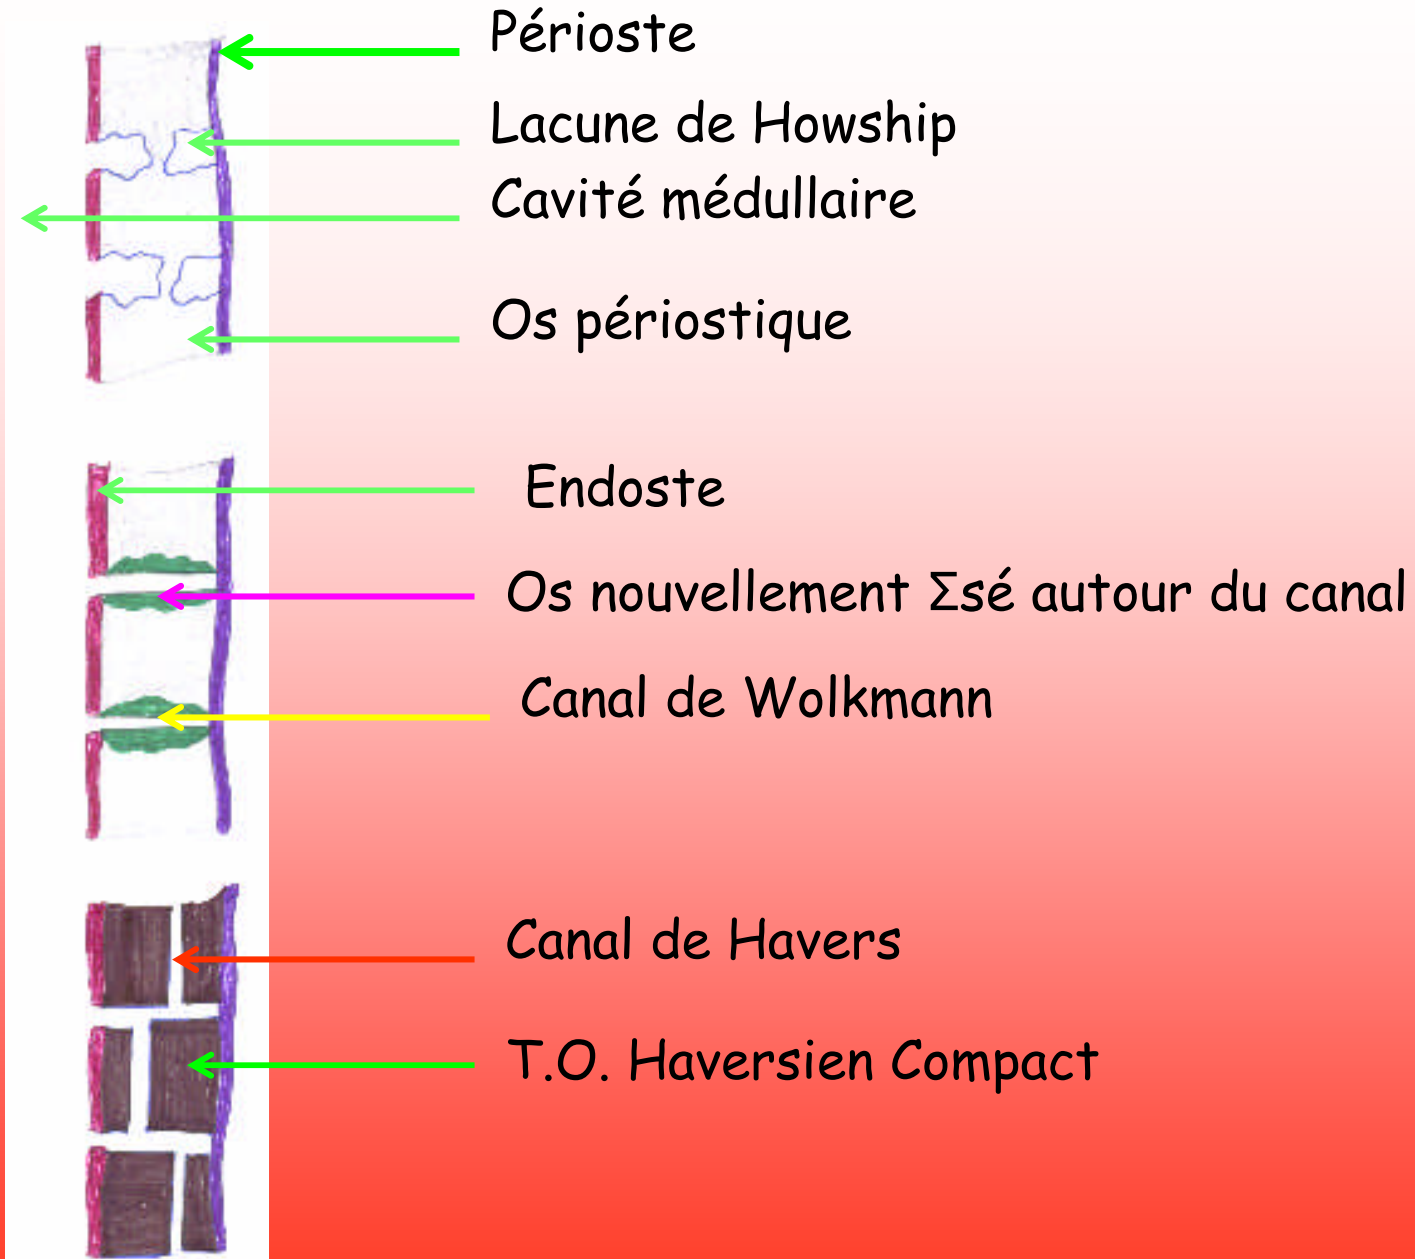 Périoste
Lacune de Howship
Cavité médullaire
Os périostique
Endoste
Os nouvellement Σsé autour du canal
Canal de Wolkmann
Canal de Havers
T.O. Haversien Compact